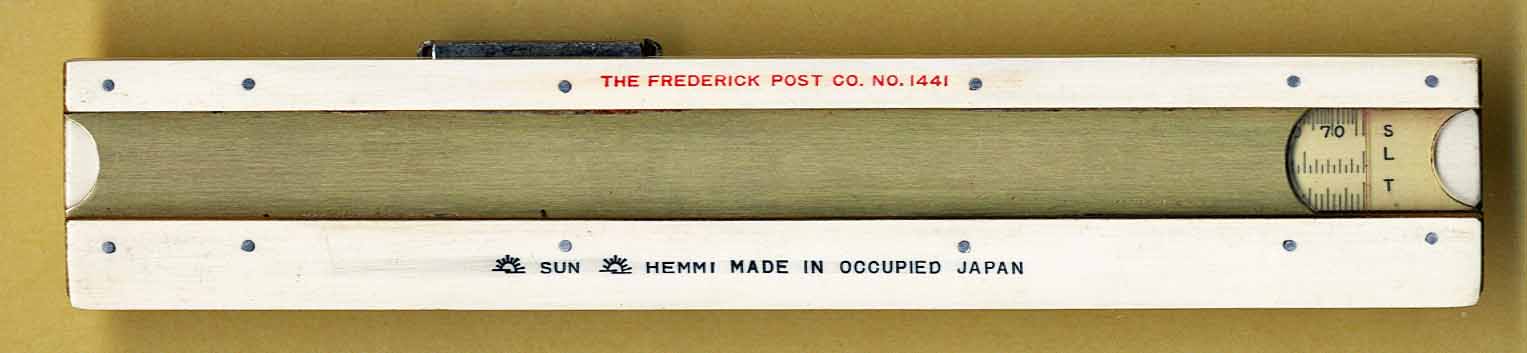 THE FREDERICK POST CO. NO. 1441
70 S
L
T
SUN HEMMI MADE IN OCCUPIED JAPAN